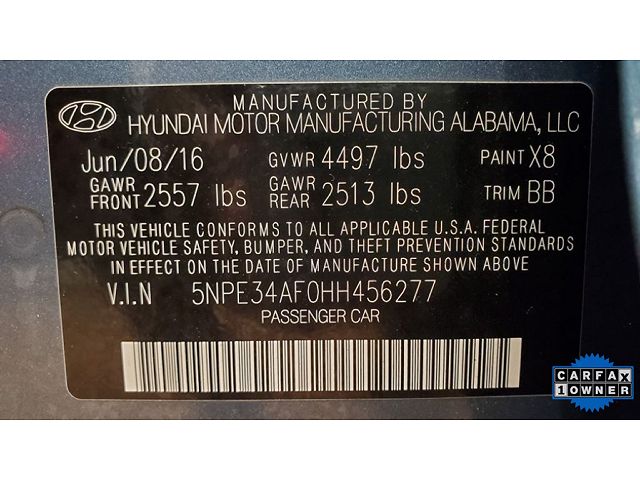 MANUFACTURED BY
HYUNDAI MOTOR MANUFACTURING ALABAMA, LLC
Jun/08/16 GVWR 4497 lbs PAINT X8
GAWR FRONT 2557 lbs GAWR REAR 2513 lbs TRIM BB
THIS VEHICLE CONFORMS TO ALL APPLICABLE U.S.A. FEDERAL
MOTOR VEHICLE SAFETY, BUMPER, AND THEFT PREVENTION STANDARDS
IN EFFECT ON THE DATE OF MANUFACTURE SHOWN ABOVE.
V.I.N 5NPE34AF0HH456277
PASSENGER CAR
CARFAX
1 OWNER